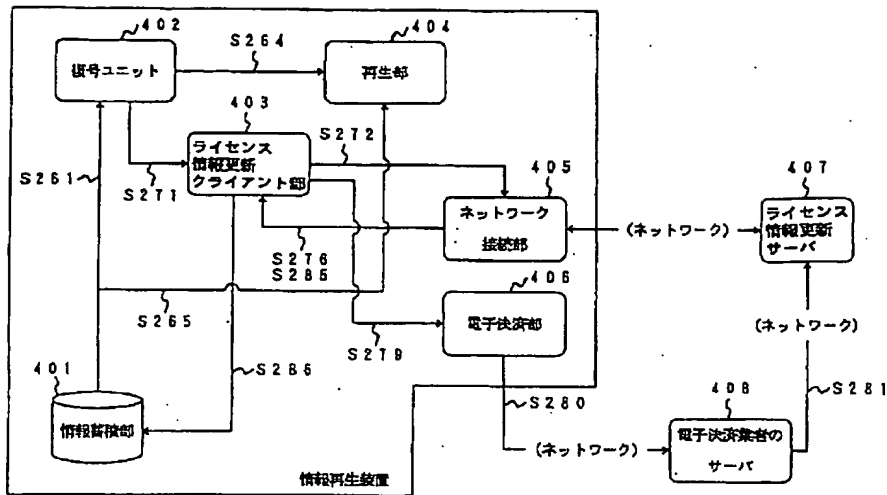 402
復号ユニット
S264
404
再生部
403
ライセンス
情報更新
クライアント部
S272
S261
S271
405
ネットワーク
接続部
(ネットワーク)
407
ライセンス
情報更新
サーバ
S276
S285
406
電子決済部
S265
S279
(ネットワーク)
401
情報蓄積部
S286
S280
408
S281
電子決済業者の
サーバ
(ネットワーク)
情報再生装置